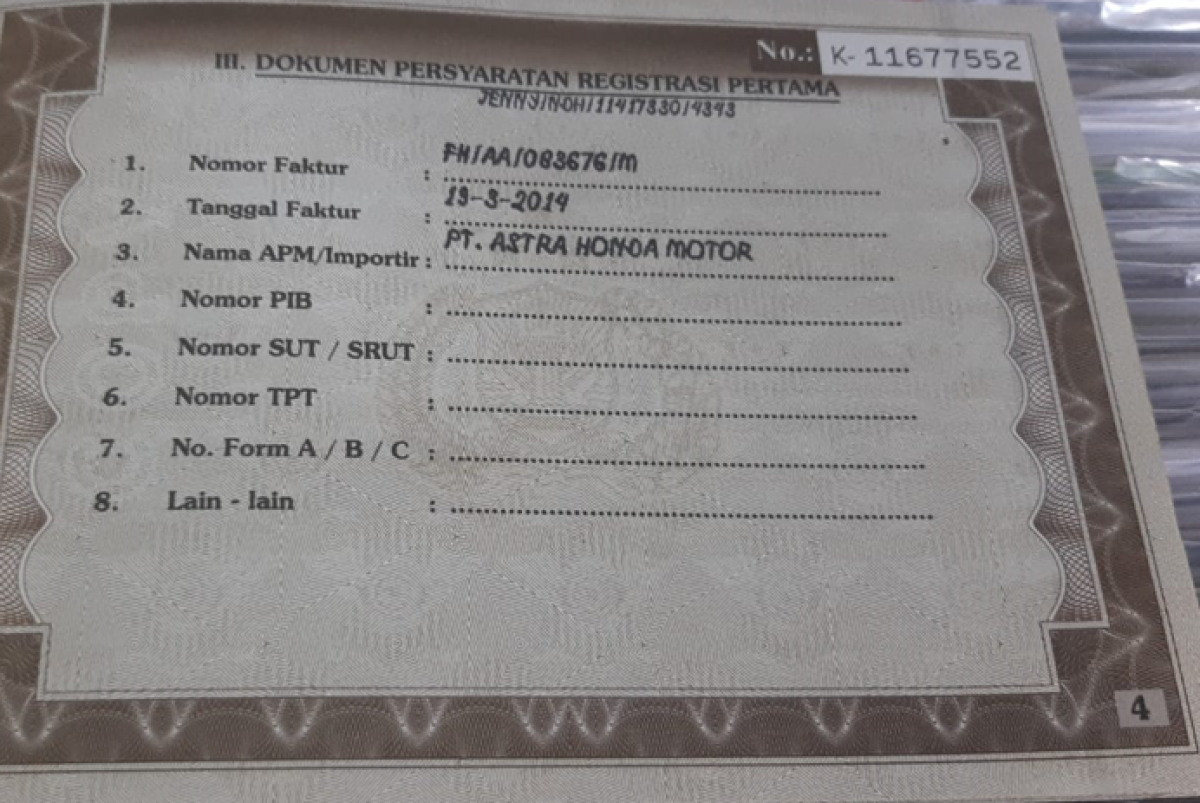 No.: K- 11677552
III. DOKUMEN PERSYARATAN REGISTRASI PERTAMA
JENNY/NOH/11417330/4343
1. Nomor Faktur : FH/AA/083676/M
2. Tanggal Faktur : 19-3-2014
3. Nama APM/Importir : PT. ASTRA HONDA MOTOR
4. Nomor PIB :
5. Nomor SUT / SRUT :
6. Nomor TPT :
7. No. Form A / B / C :
8. Lain - lain :
4